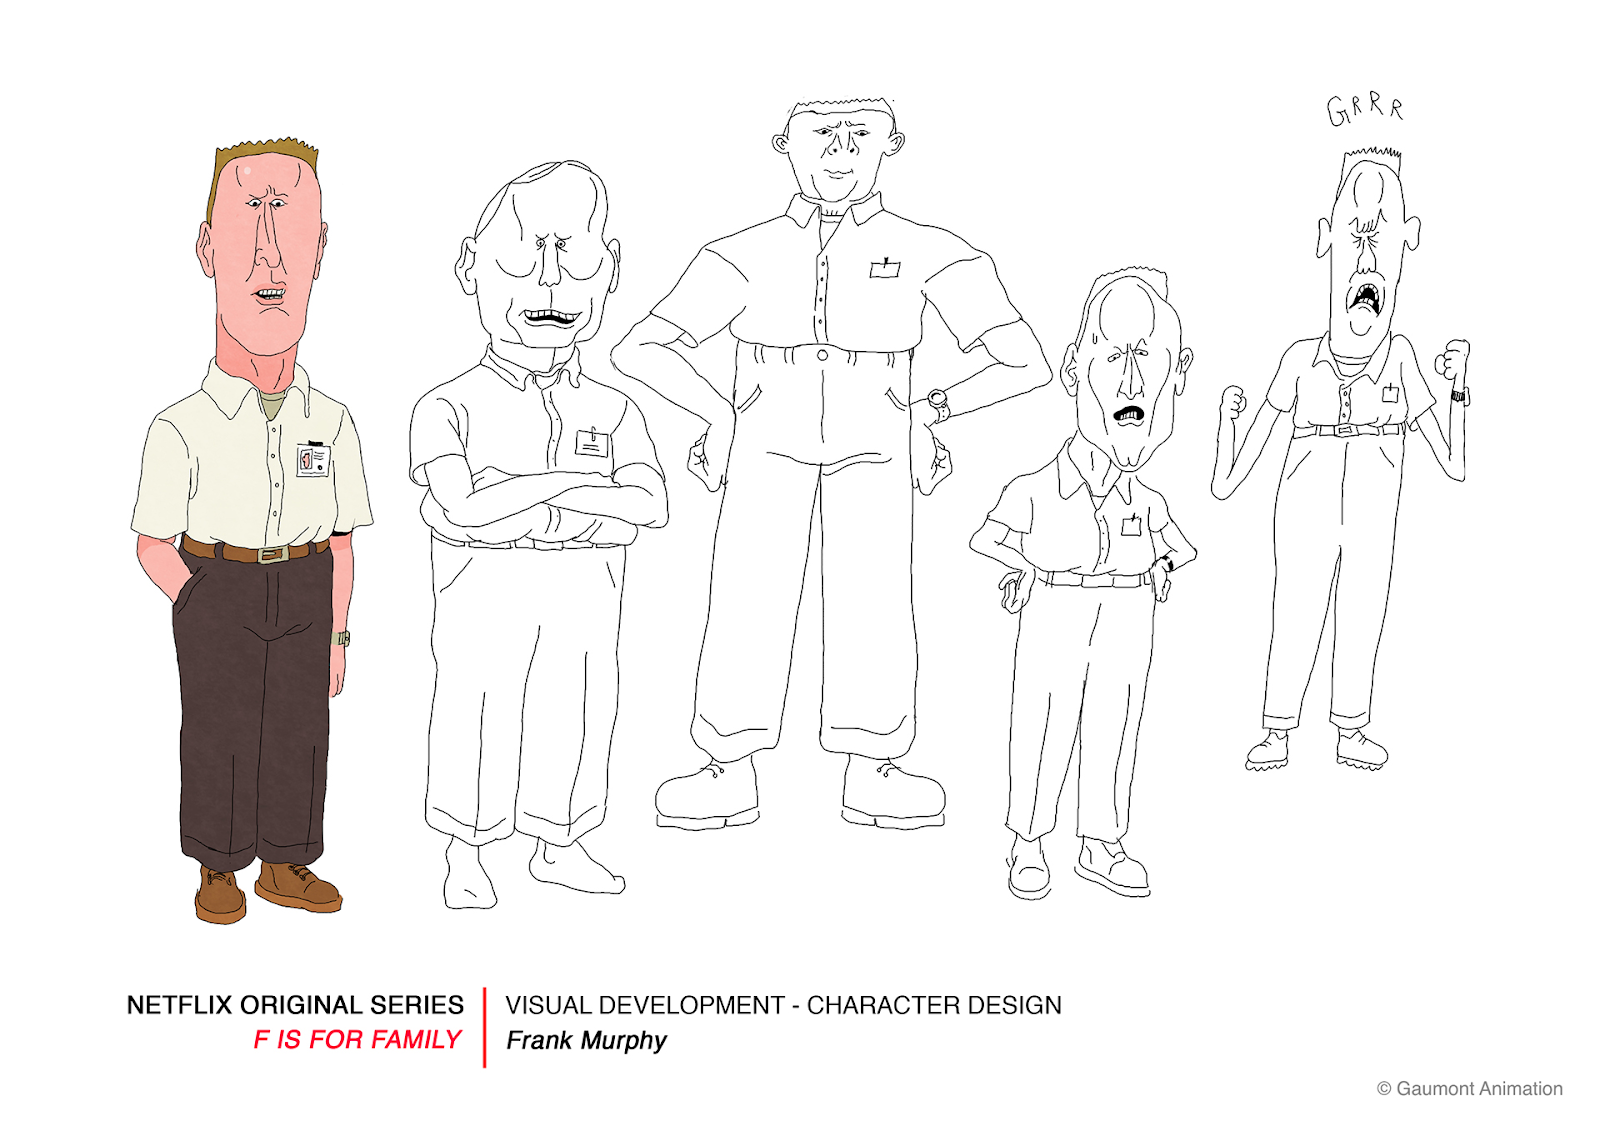 GRRR
NETFLIX ORIGINAL SERIES
F IS FOR FAMILY
VISUAL DEVELOPMENT - CHARACTER DESIGN
Frank Murphy
© Gaumont Animation